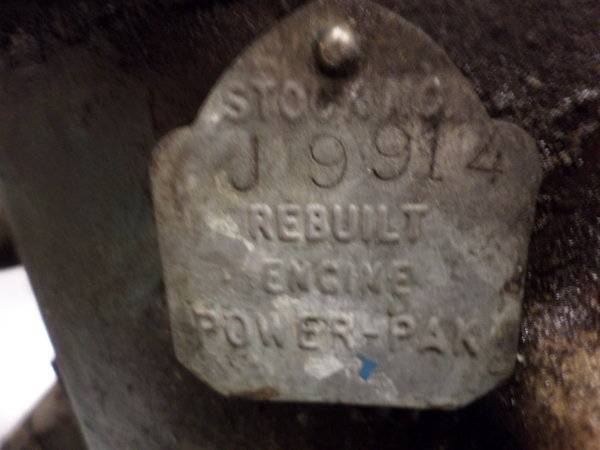 STOCK NO.
J 9914
REBUILT
ENGINE
POWER-PAK